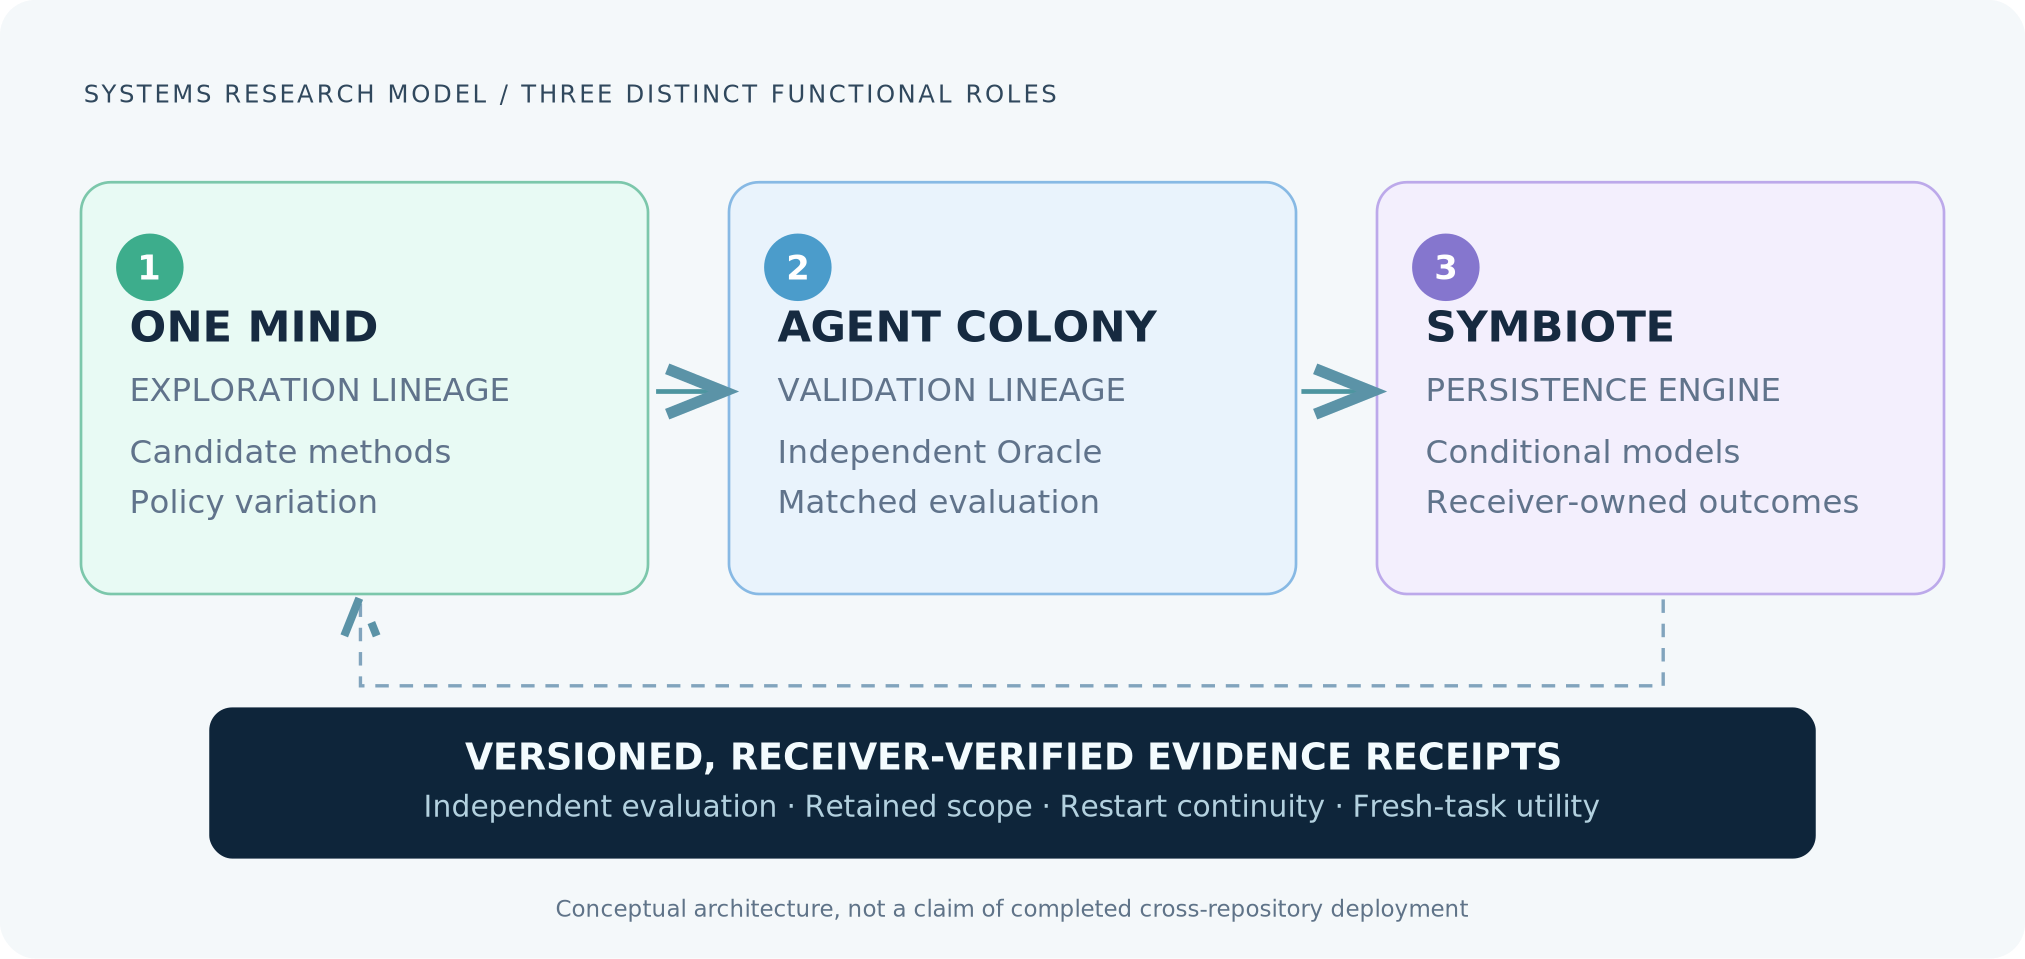 SYSTEMS RESEARCH MODEL / THREE DISTINCT FUNCTIONAL ROLES
1
ONE MIND
EXPLORATION LINEAGE
Candidate methods
Policy variation
2
AGENT COLONY
VALIDATION LINEAGE
Independent Oracle
Matched evaluation
3
SYMBIOTE
PERSISTENCE ENGINE
Conditional models
Receiver-owned outcomes
VERSIONED, RECEIVER-VERIFIED EVIDENCE RECEIPTS
Independent evaluation · Retained scope · Restart continuity · Fresh-task utility
Conceptual architecture, not a claim of completed cross-repository deployment